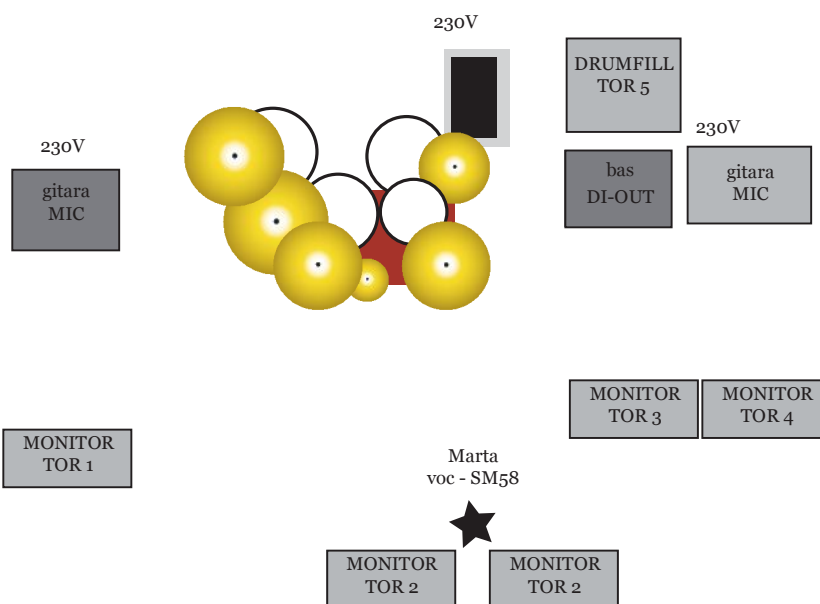 230V
DRUMFILL
TOR 5
230V
230V
gitara
MIC
bas
DI-OUT
gitara
MIC
MONITOR
TOR 3
MONITOR
TOR 4
MONITOR
TOR 1
Marta
voc - SM58
MONITOR
TOR 2
MONITOR
TOR 2